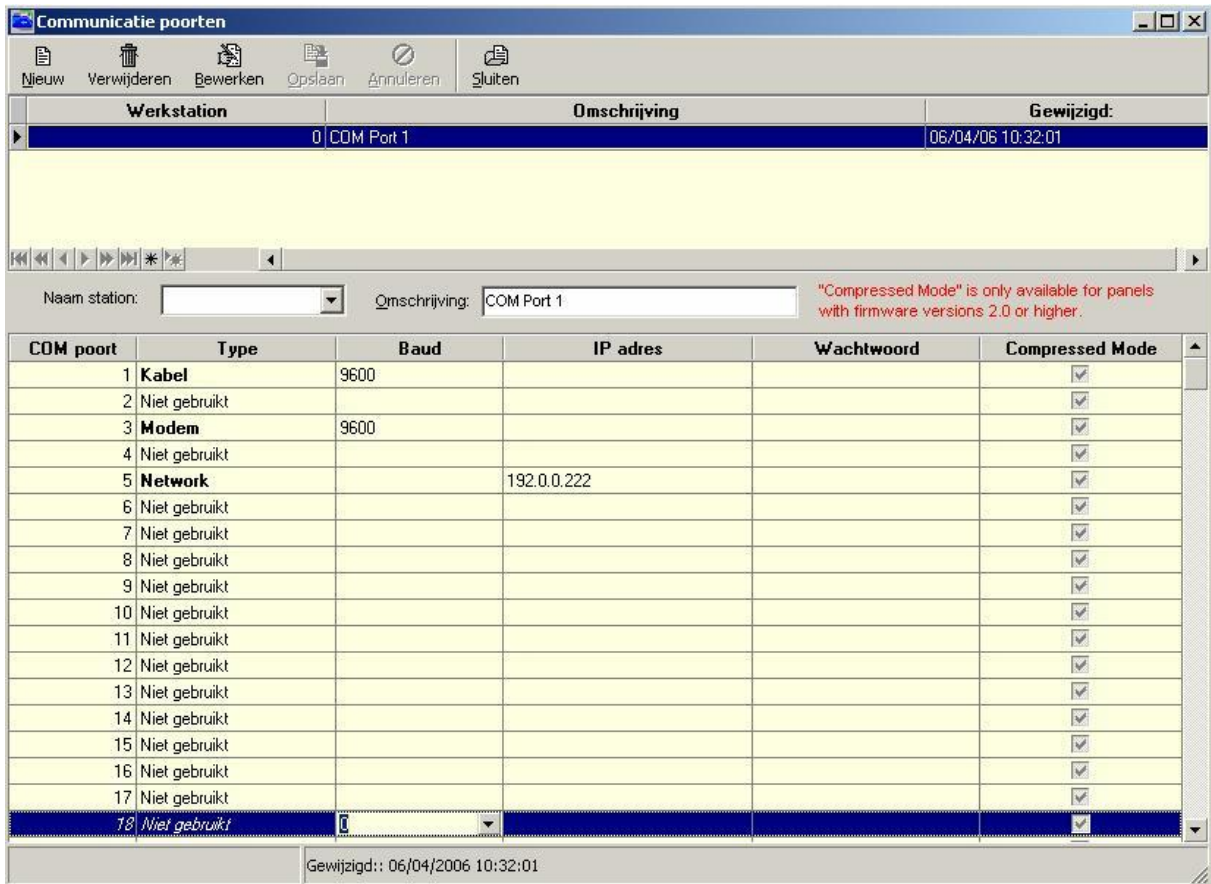 Communicatie poorten
Nieuw Verwijderen Bewerken Opslaan Annuleren Sluiten
Werkstation Omschrijving Gewijzigd:
0 COM Port 1 06/04/06 10:32:01
Naam station: Omschrijving: COM Port 1
"Compressed Mode" is only available for panels
with firmware versions 2.0 or higher.
COM poort Type Baud IP adres Wachtwoord Compressed Mode
1 Kabel 9600
2 Niet gebruikt
3 Modem 9600
4 Niet gebruikt
5 Network 192.0.0.222
6 Niet gebruikt
7 Niet gebruikt
8 Niet gebruikt
9 Niet gebruikt
10 Niet gebruikt
11 Niet gebruikt
12 Niet gebruikt
13 Niet gebruikt
14 Niet gebruikt
15 Niet gebruikt
16 Niet gebruikt
17 Niet gebruikt
18 Niet gebruikt 0
Gewijzigd:: 06/04/2006 10:32:01